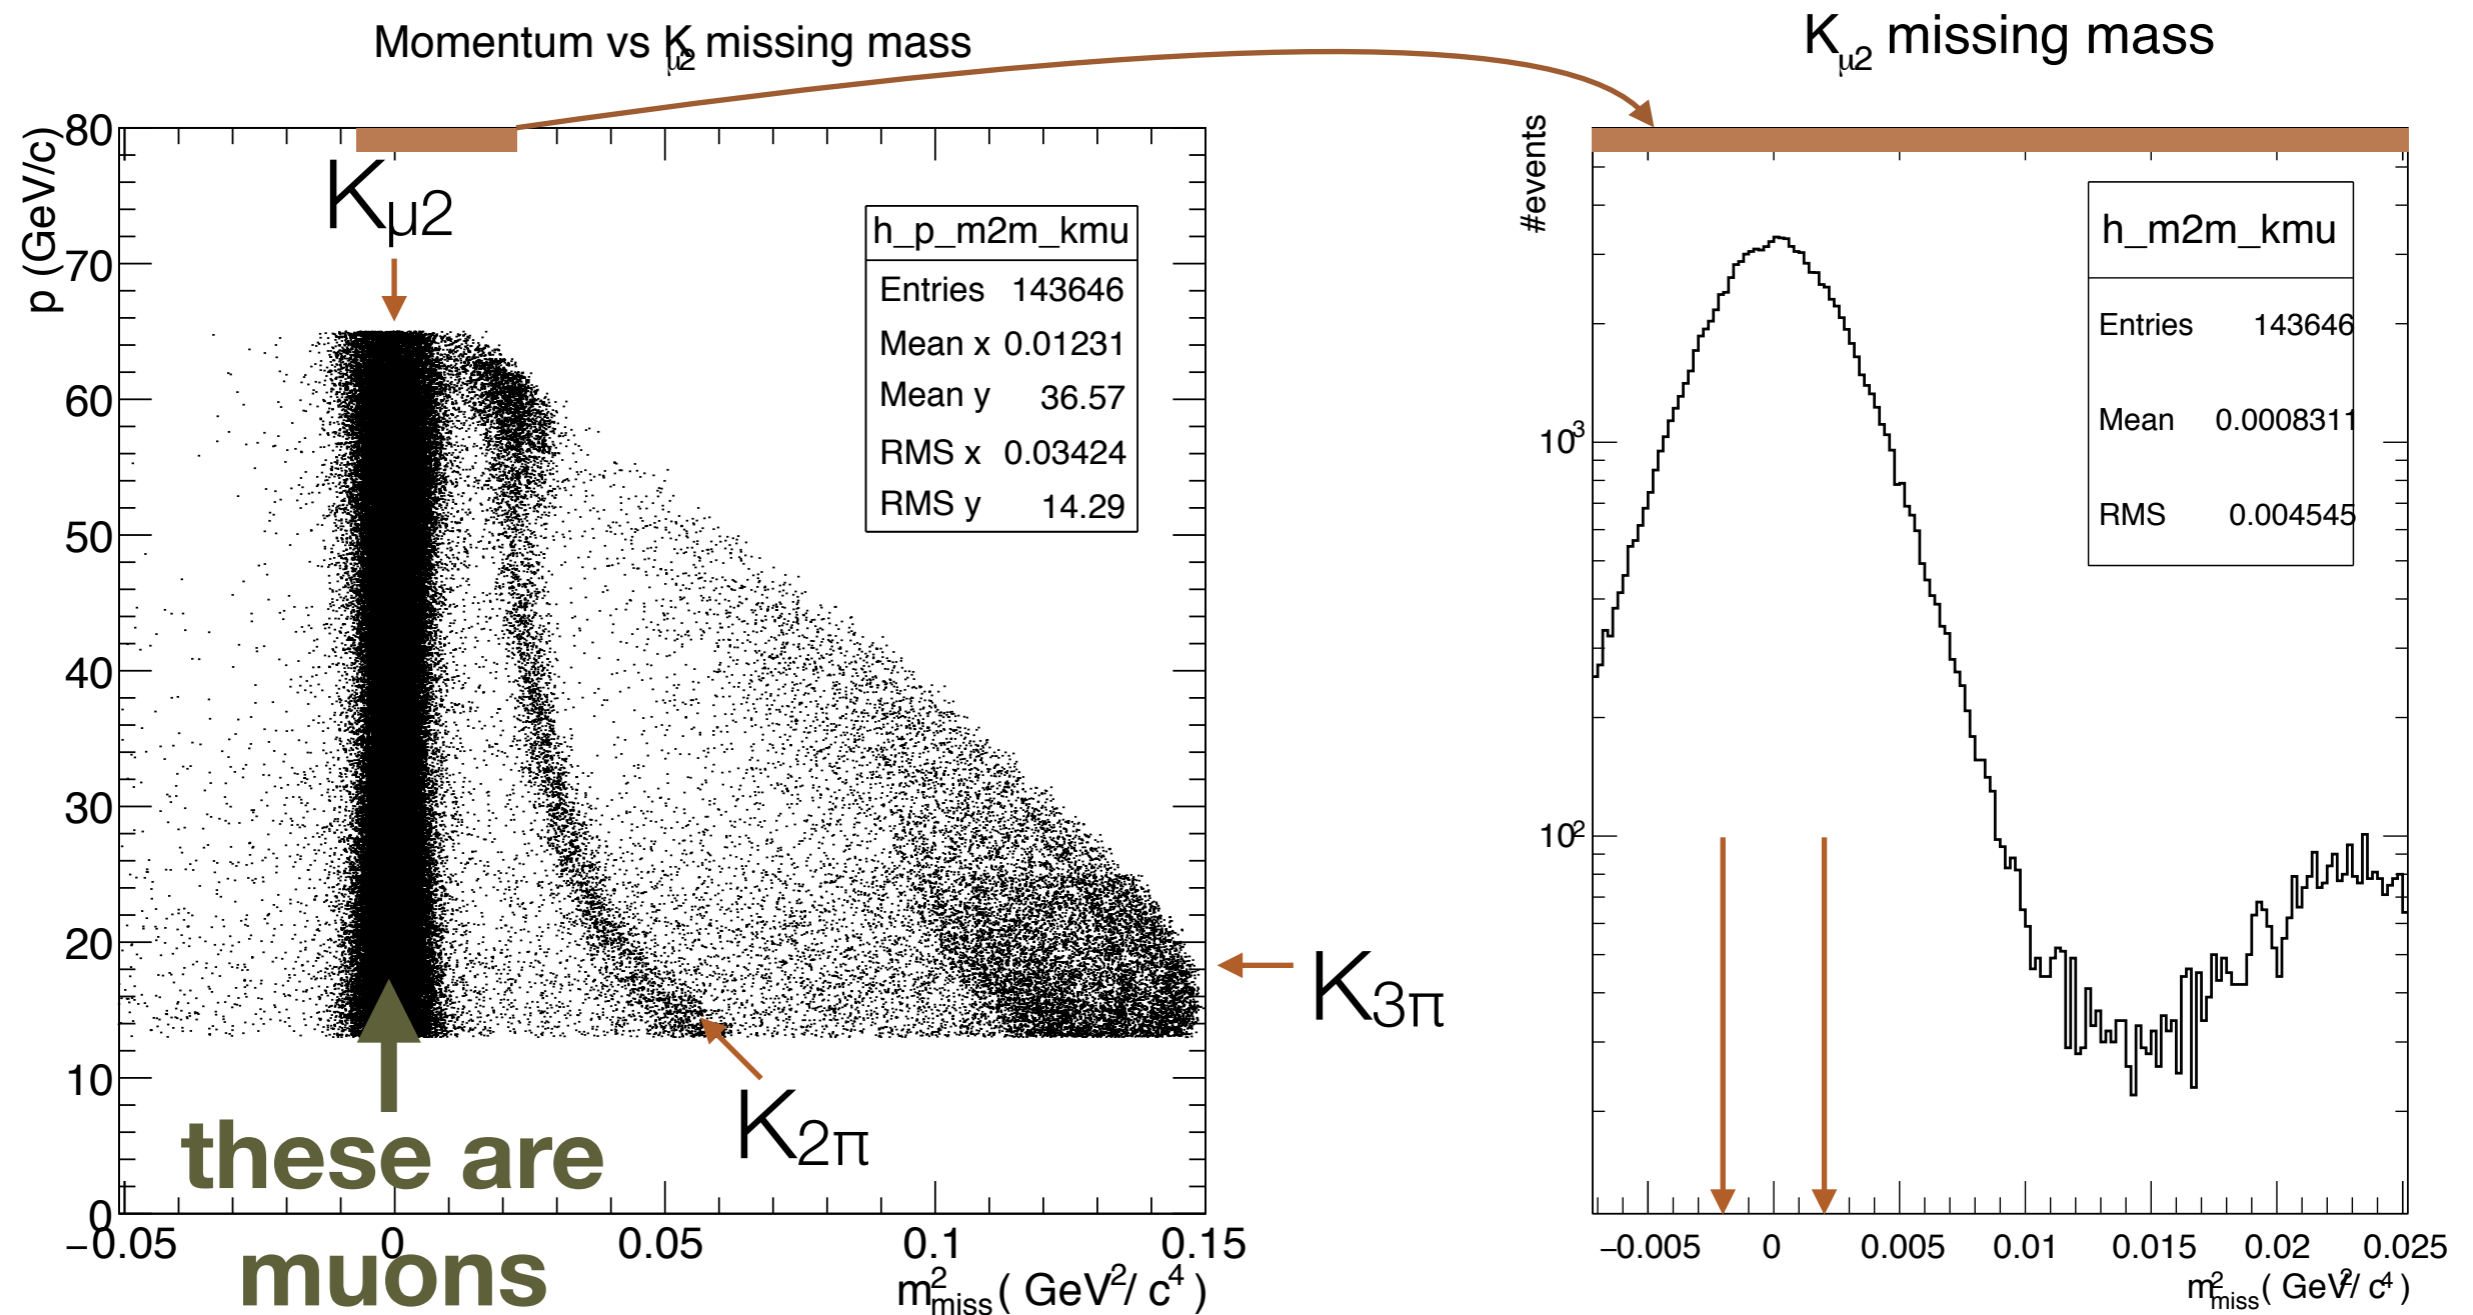 Momentum vs Kμ2 missing mass
p (GeV/c)
80
70
60
50
40
30
20
10
0
Kμ2
h_p_m2m_kmu
Entries 143646
Mean x 0.01231
Mean y 36.57
RMS x 0.03424
RMS y 14.29
K3π
K2π
these are
muons
−0.05 0 0.05 0.1 0.15
m²miss ( GeV²/ c⁴)
Kμ2 missing mass
#events
10³
10²
h_m2m_kmu
Entries 143646
Mean 0.0008311
RMS 0.004545
−0.005 0 0.005 0.01 0.015 0.02 0.025
m²miss ( GeV²/ c⁴)